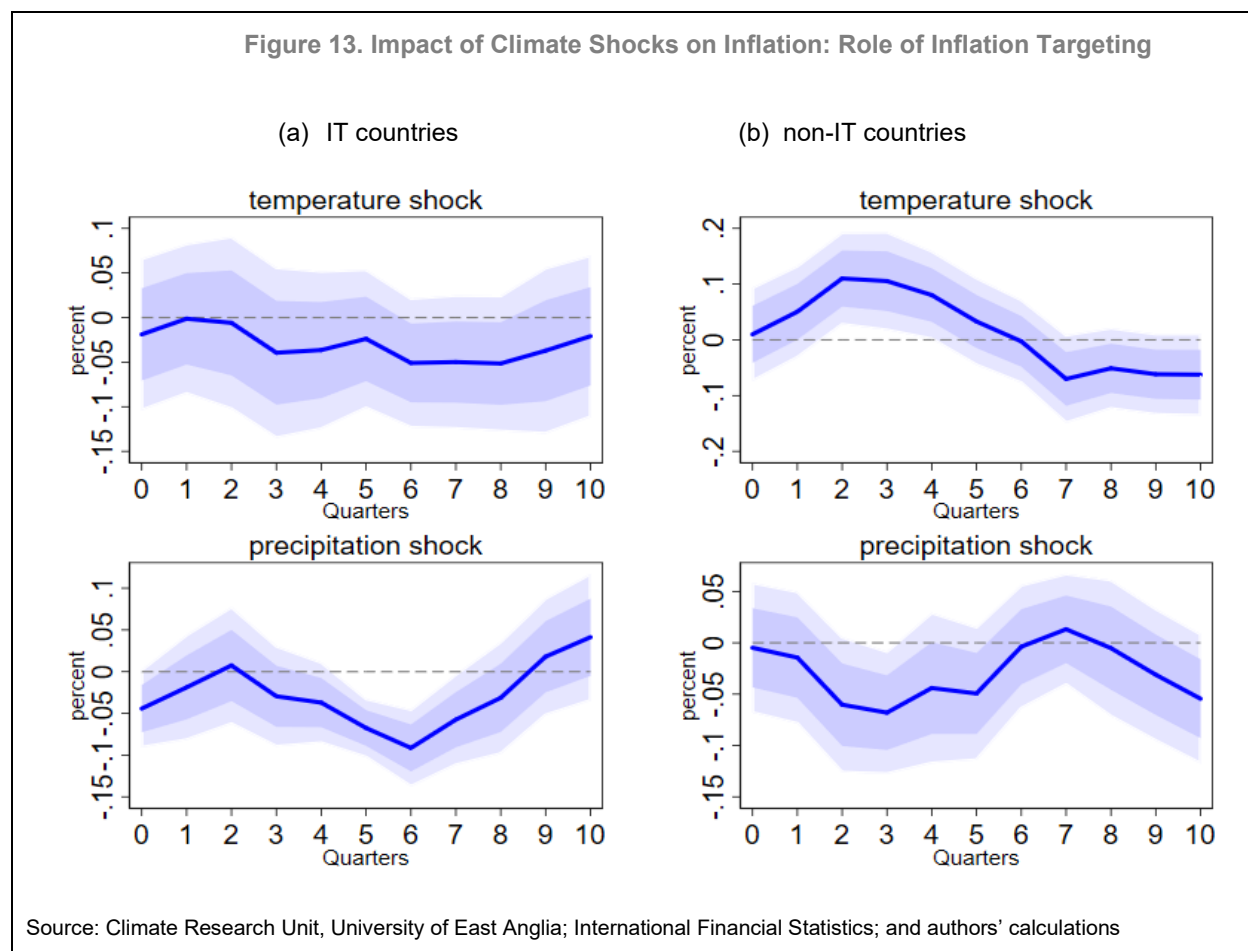 Figure 13. Impact of Climate Shocks on Inflation: Role of Inflation Targeting
(a) IT countries
(b) non-IT countries
temperature shock
percent
.1
.05
0
-.05
-.1
-.15
0 1 2 3 4 5 6 7 8 9 10
Quarters
temperature shock
percent
.2
.1
0
-.1
-.2
0 1 2 3 4 5 6 7 8 9 10
Quarters
precipitation shock
percent
.1
.05
0
-.05
-.1
-.15
0 1 2 3 4 5 6 7 8 9 10
Quarters
precipitation shock
percent
.05
0
-.05
-.1
-.15
0 1 2 3 4 5 6 7 8 9 10
Quarters
Source: Climate Research Unit, University of East Anglia; International Financial Statistics; and authors’ calculations